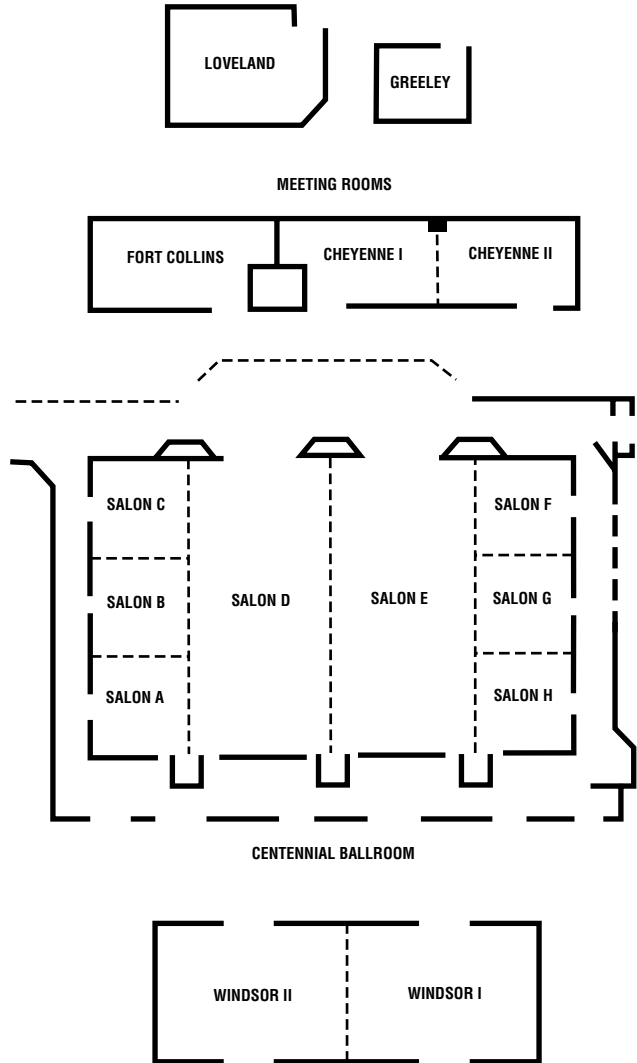 LOVELAND
GREELEY
MEETING ROOMS
FORT COLLINS
CHEYENNE I
CHEYENNE II
SALON C
SALON F
SALON B
SALON D
SALON E
SALON G
SALON A
SALON H
CENTENNIAL BALLROOM
WINDSOR II
WINDSOR I